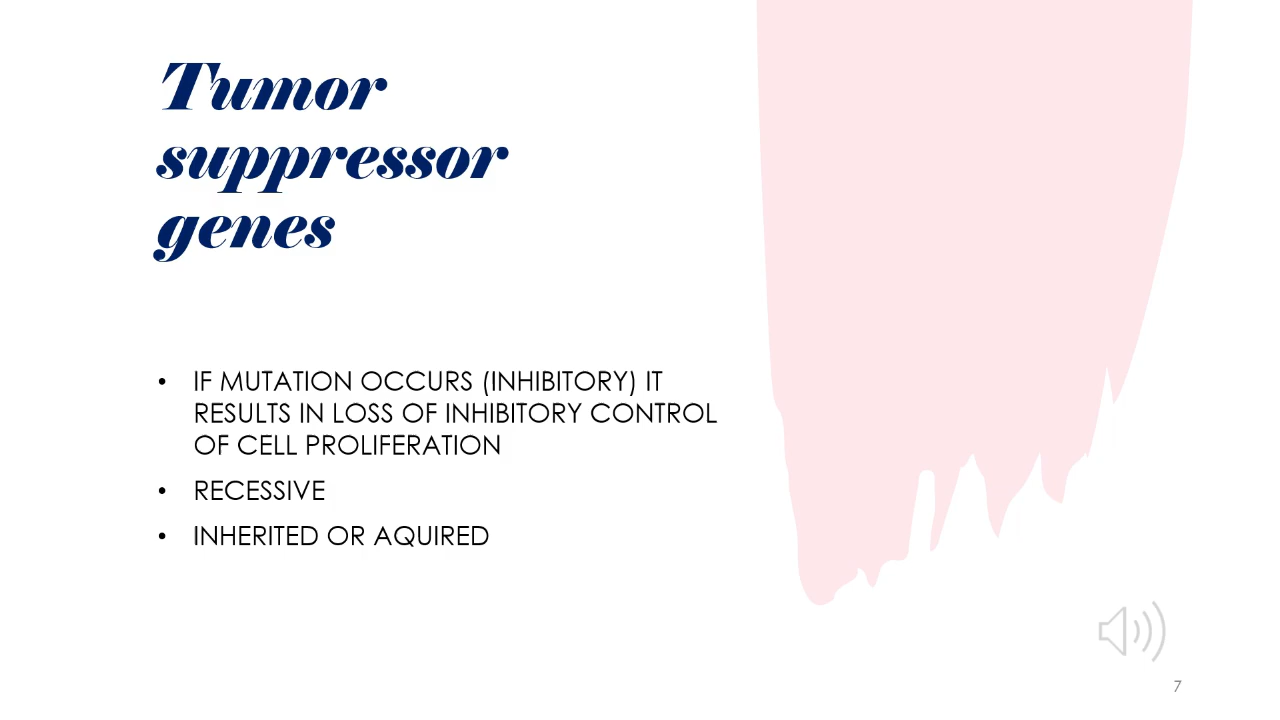 Tumor
suppressor
genes
• IF MUTATION OCCURS (INHIBITORY) IT
RESULTS IN LOSS OF INHIBITORY CONTROL
OF CELL PROLIFERATION
• RECESSIVE
• INHERITED OR AQUIRED
7